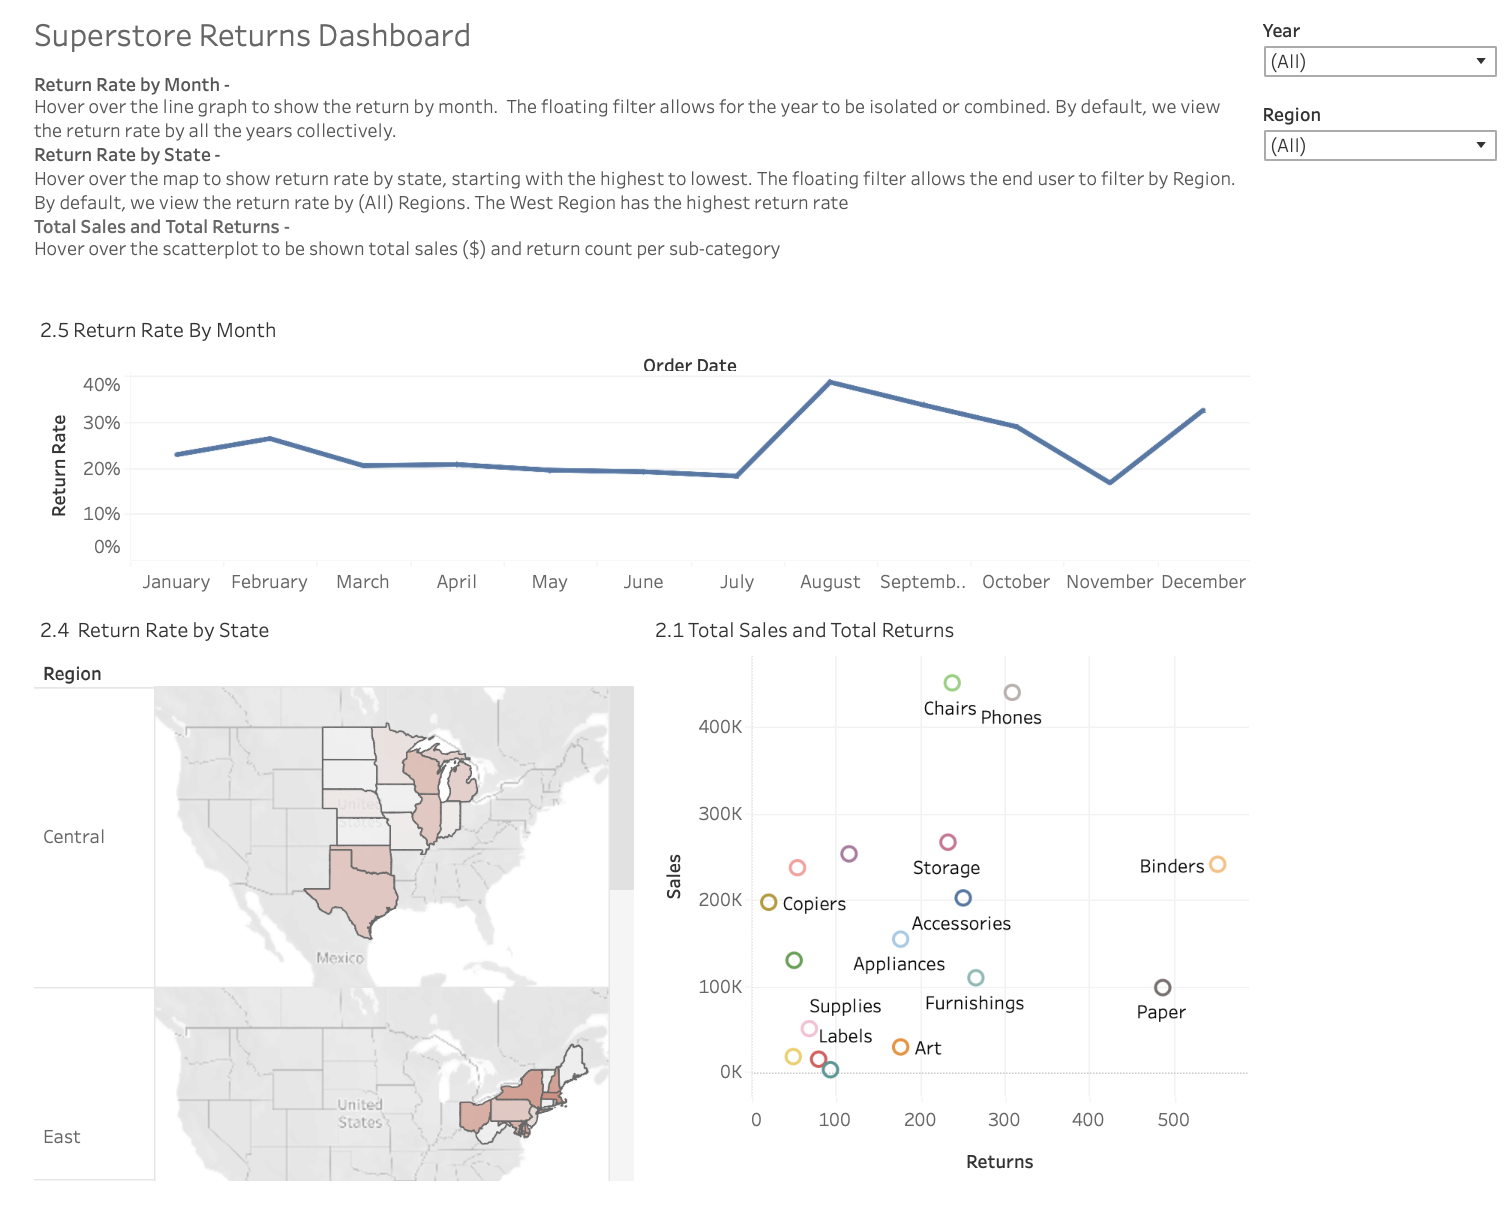 Superstore Returns Dashboard
Year
(All)
Region
(All)
Return Rate by Month -
Hover over the line graph to show the return by month.  The floating filter allows for the year to be isolated or combined. By default, we view
the return rate by all the years collectively.
Return Rate by State -
Hover over the map to show return rate by state, starting with the highest to lowest. The floating filter allows the end user to filter by Region.
By default, we view the return rate by (All) Regions. The West Region has the highest return rate
Total Sales and Total Returns -
Hover over the scatterplot to be shown total sales ($) and return count per sub-category
2.5 Return Rate By Month
Order Date
Return Rate
40%
30%
20%
10%
0%
January February March April May June July August Septemb.. October November December
2.4  Return Rate by State
Region
Central
United
States
Mexico
East
United
States
2.1 Total Sales and Total Returns
Sales
400K
300K
200K
100K
0K
Chairs
Phones
Storage
Binders
Copiers
Accessories
Appliances
Furnishings
Supplies
Paper
Labels
Art
0 100 200 300 400 500
Returns